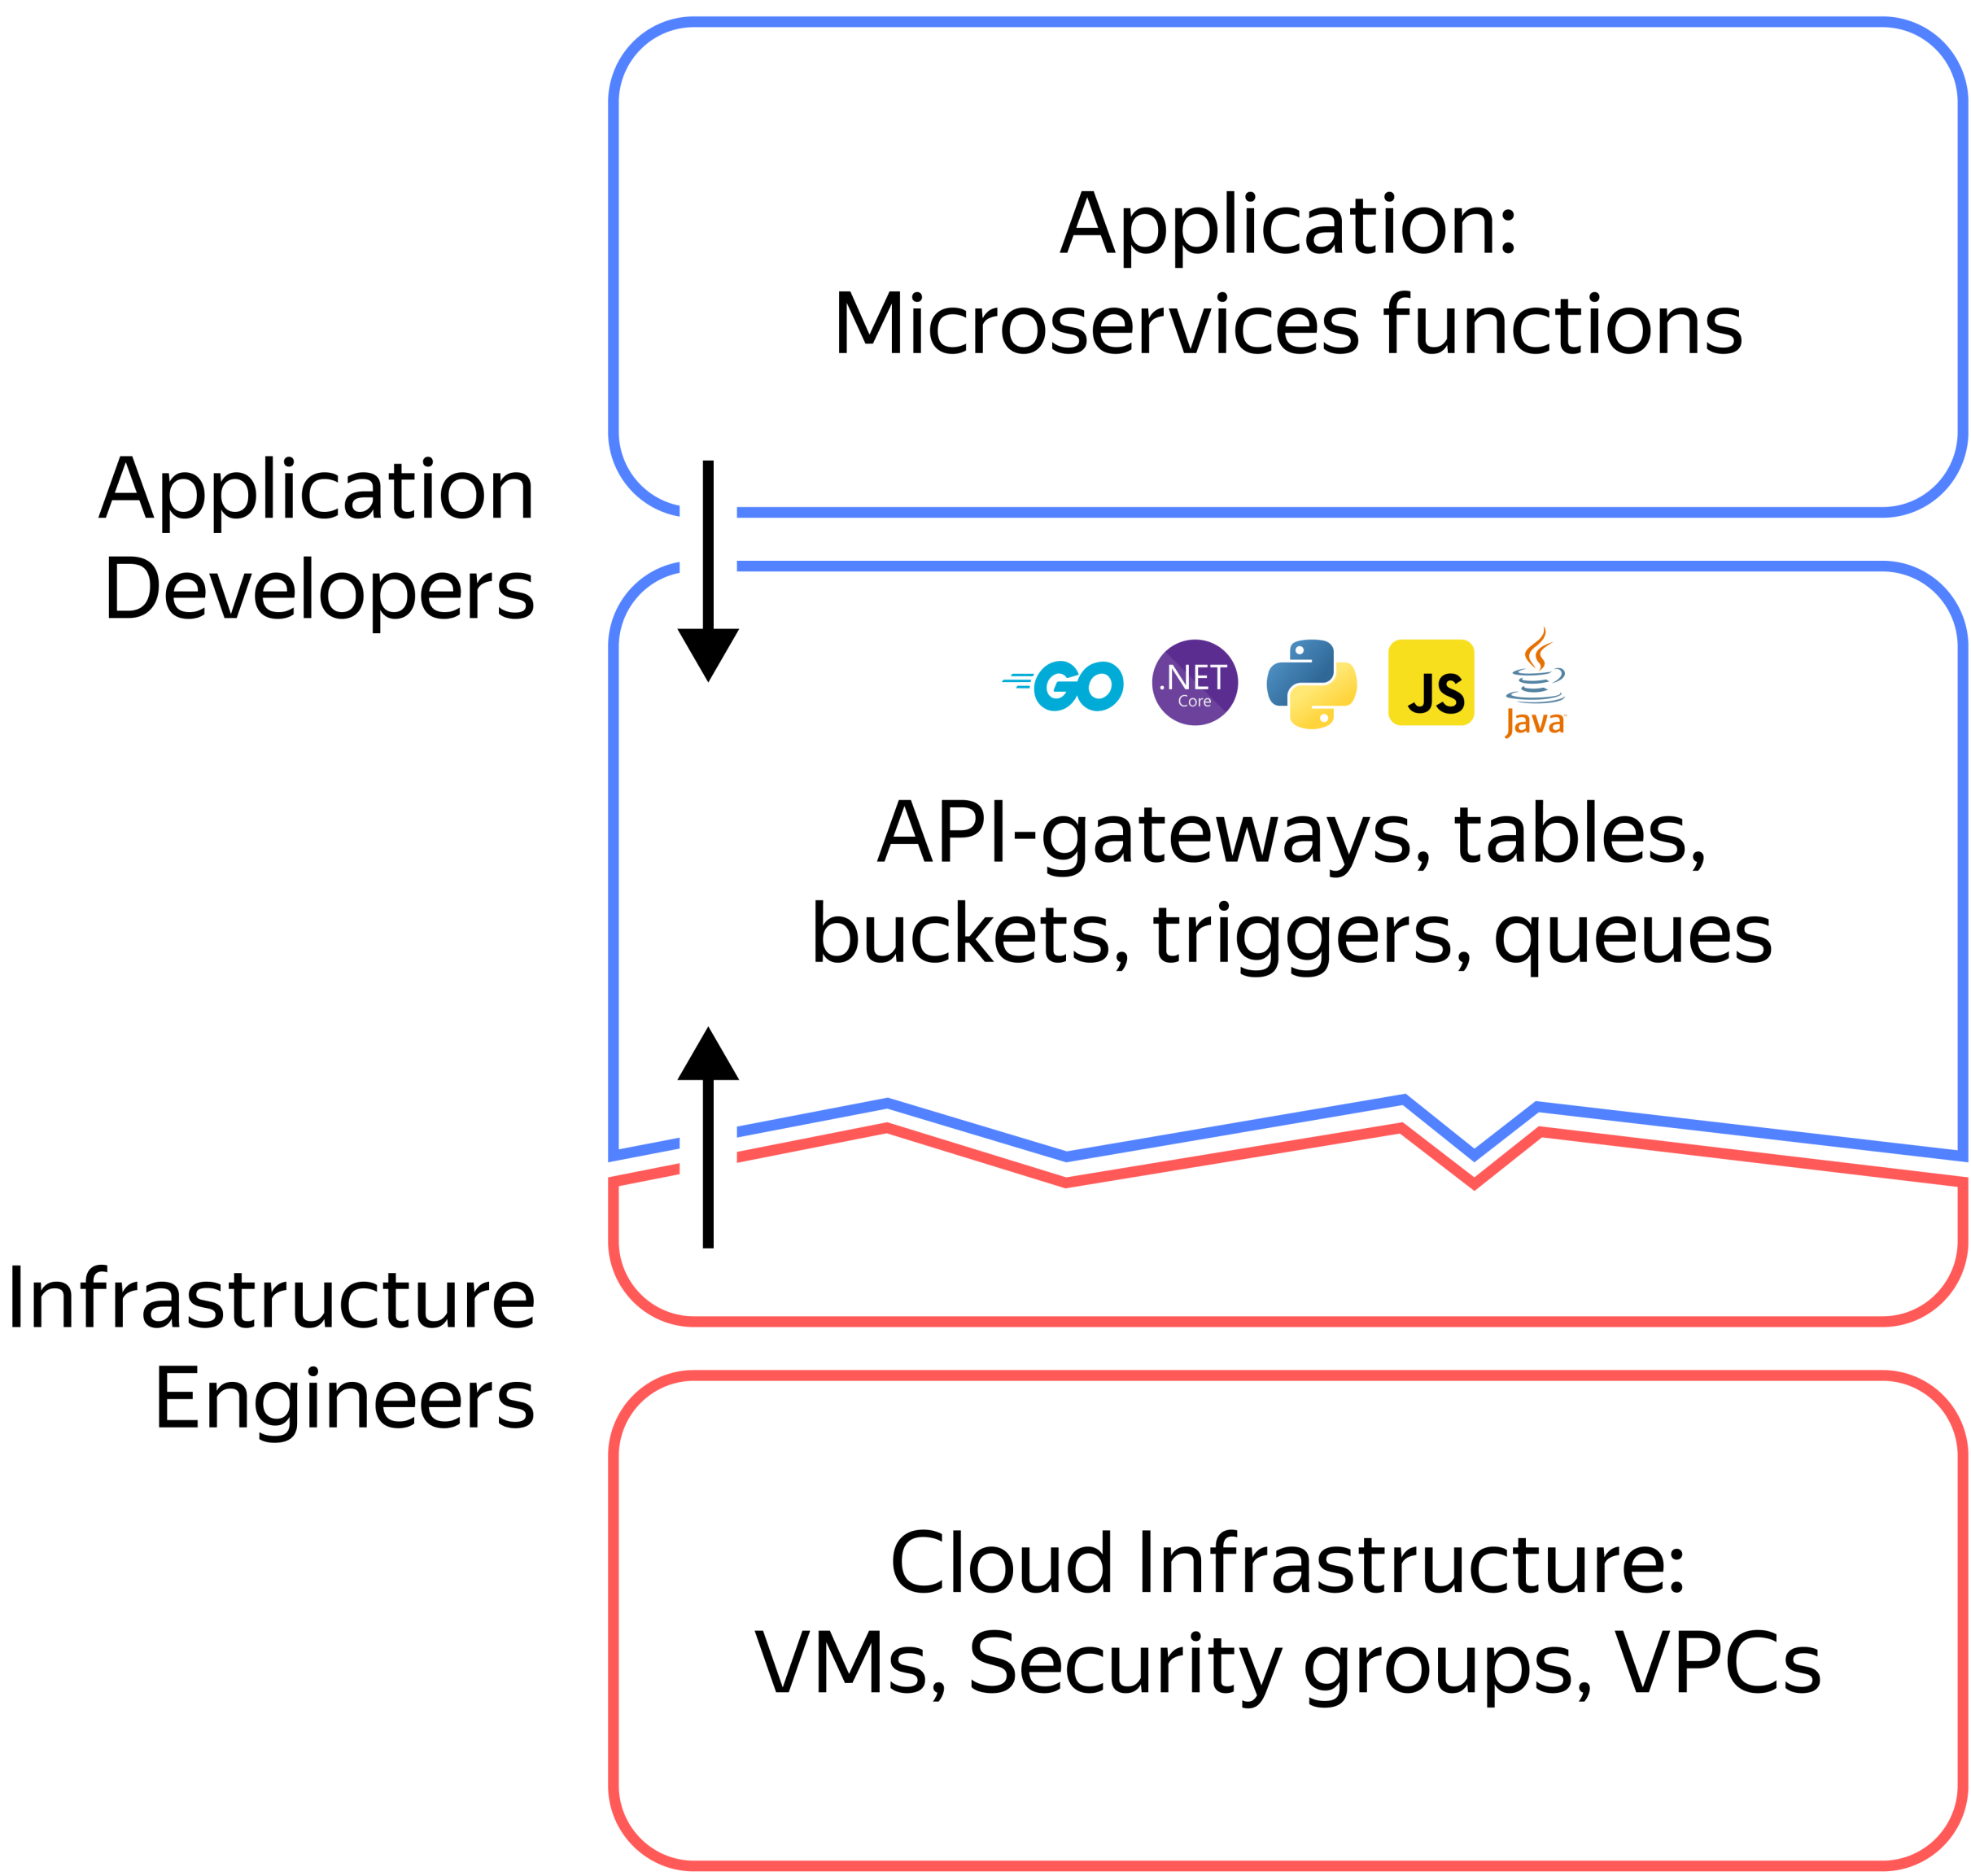 Application:
Microservices functions
Application
Developers
GO
.NET
Core
JS
Java
API-gateways, tables,
buckets, triggers, queues
Infrastructure
Engineers
Cloud Infrastructure:
VMs, Security groups, VPCs